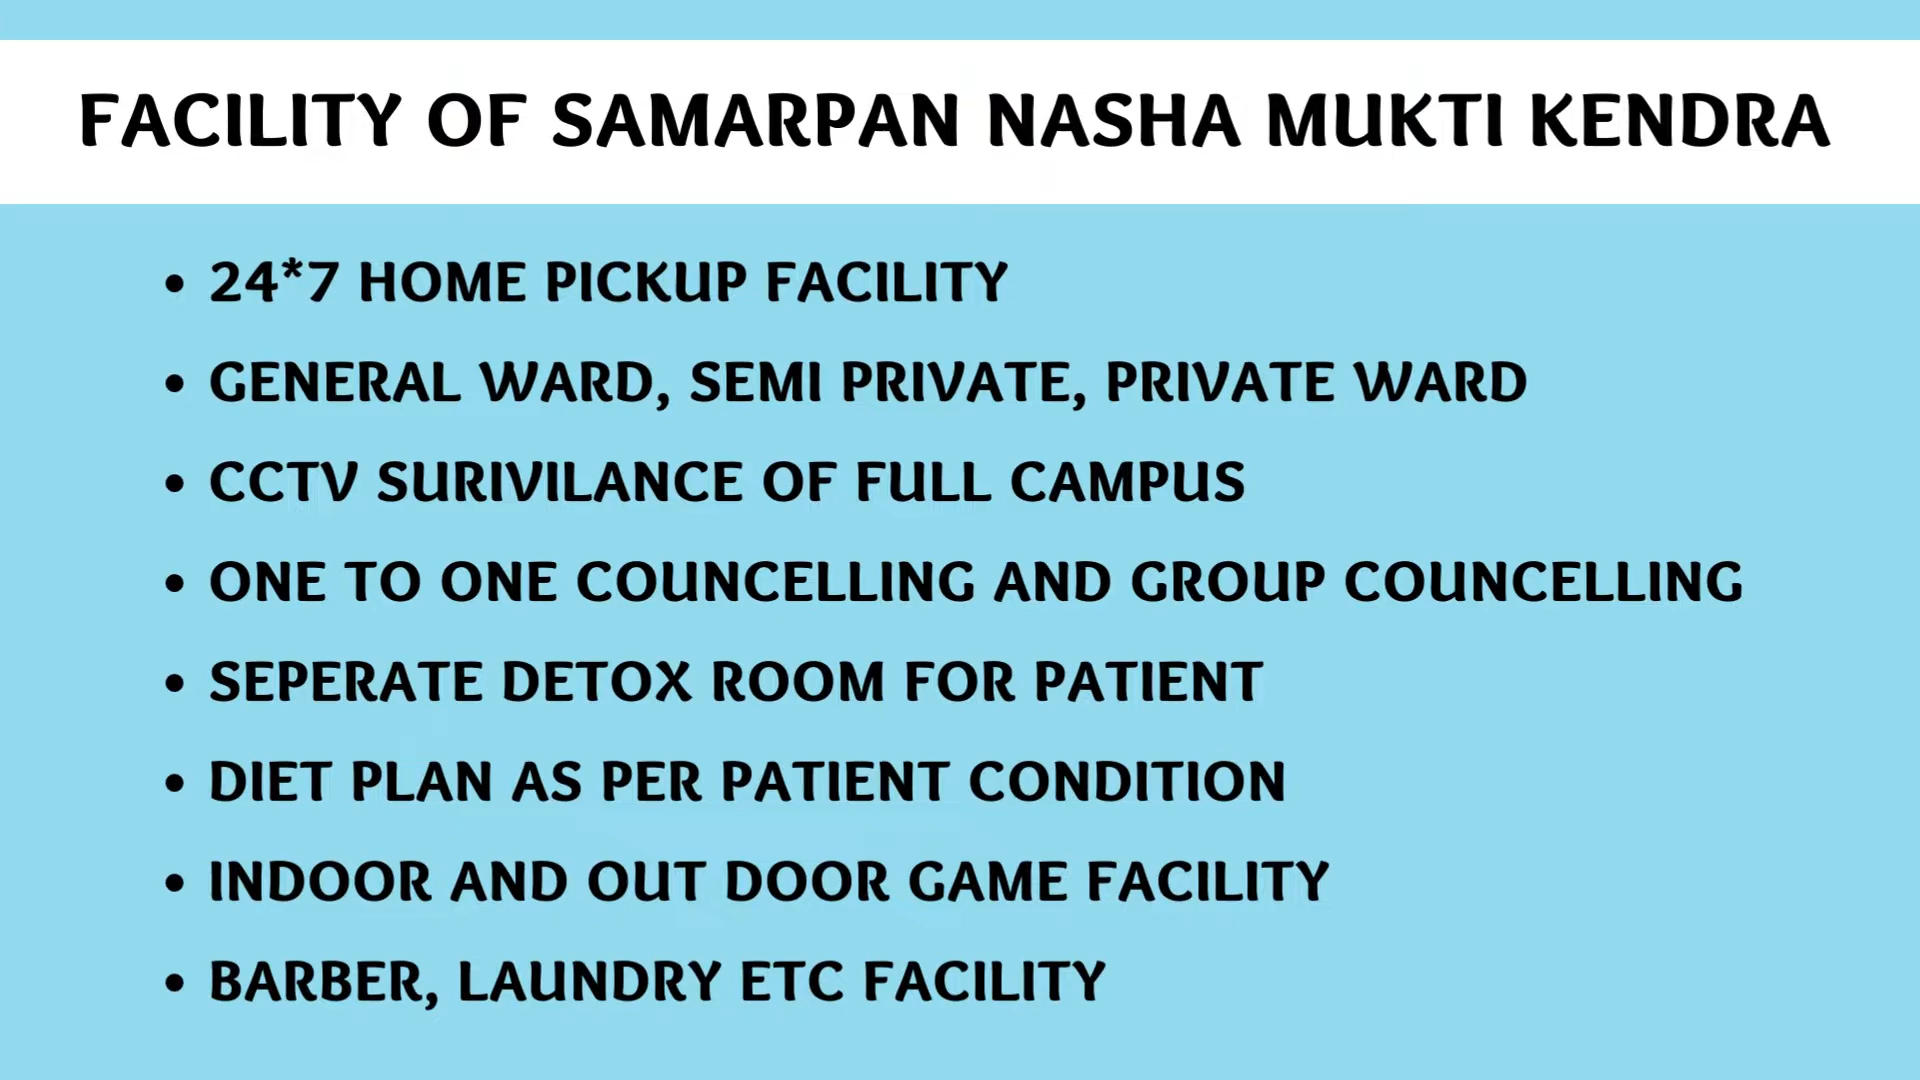 FACILITY OF SAMARPAN NASHA MUKTI KENDRA
• 24*7 HOME PICKUP FACILITY
• GENERAL WARD, SEMI PRIVATE, PRIVATE WARD
• CCTV SURIVILANCE OF FULL CAMPUS
• ONE TO ONE COUNCELLING AND GROUP COUNCELLING
• SEPERATE DETOX ROOM FOR PATIENT
• DIET PLAN AS PER PATIENT CONDITION
• INDOOR AND OUT DOOR GAME FACILITY
• BARBER, LAUNDRY ETC FACILITY